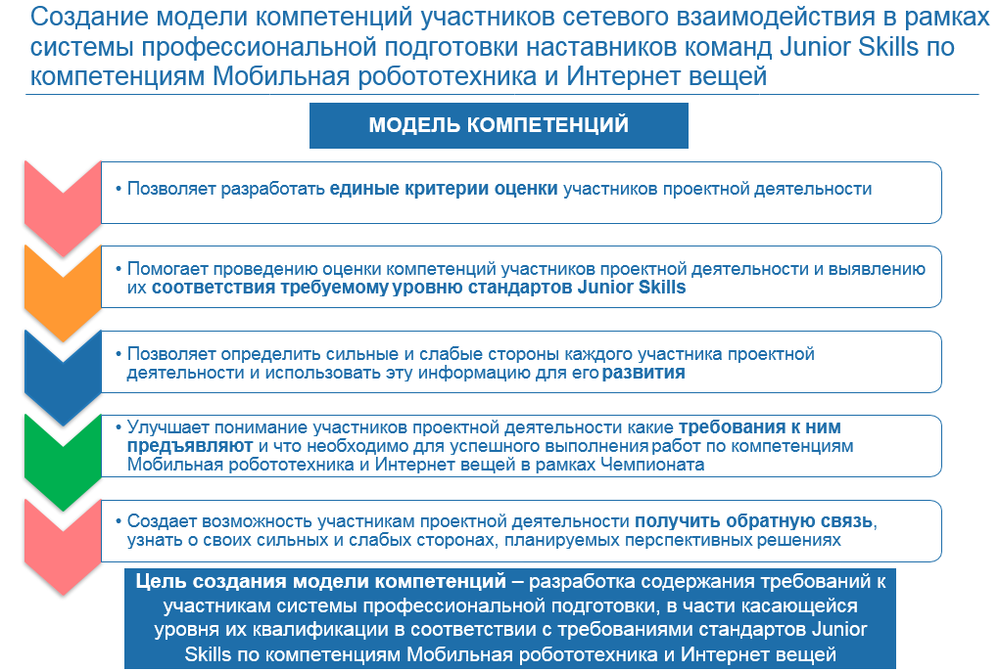 Создание модели компетенций участников сетевого взаимодействия в рамках
системы профессиональной подготовки наставников команд Junior Skills по
компетенциям Мобильная робототехника и Интернет вещей
МОДЕЛЬ КОМПЕТЕНЦИЙ
• Позволяет разработать единые критерии оценки участников проектной деятельности
• Помогает проведению оценки компетенций участников проектной деятельности и выявлению
их соответствия требуемому уровню стандартов Junior Skills
• Позволяет определить сильные и слабые стороны каждого участника проектной
деятельности и использовать эту информацию для его развития
• Улучшает понимание участников проектной деятельности какие требования к ним
предъявляют и что необходимо для успешного выполнения работ по компетенциям
Мобильная робототехника и Интернет вещей в рамках Чемпионата
• Создает возможность участникам проектной деятельности получить обратную связь,
узнать о своих сильных и слабых сторонах, планируемых перспективных решениях
Цель создания модели компетенций – разработка содержания требований к
участникам системы профессиональной подготовки, в части касающейся
уровня их квалификации в соответствии с требованиями стандартов Junior
Skills по компетенциям Мобильная робототехника и Интернет вещей